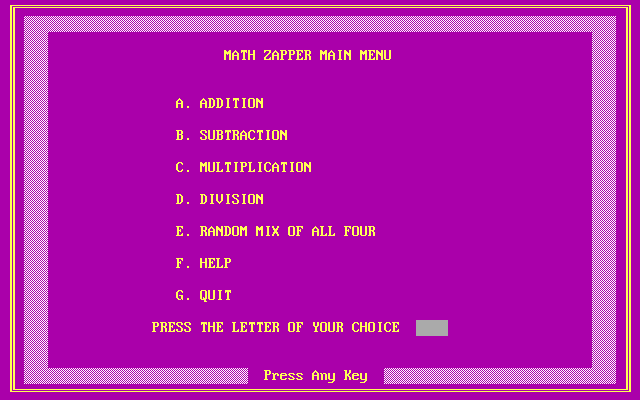 MATH ZAPPER MAIN MENU
A. ADDITION
B. SUBTRACTION
C. MULTIPLICATION
D. DIVISION
E. RANDOM MIX OF ALL FOUR
F. HELP
G. QUIT
PRESS THE LETTER OF YOUR CHOICE
Press Any Key